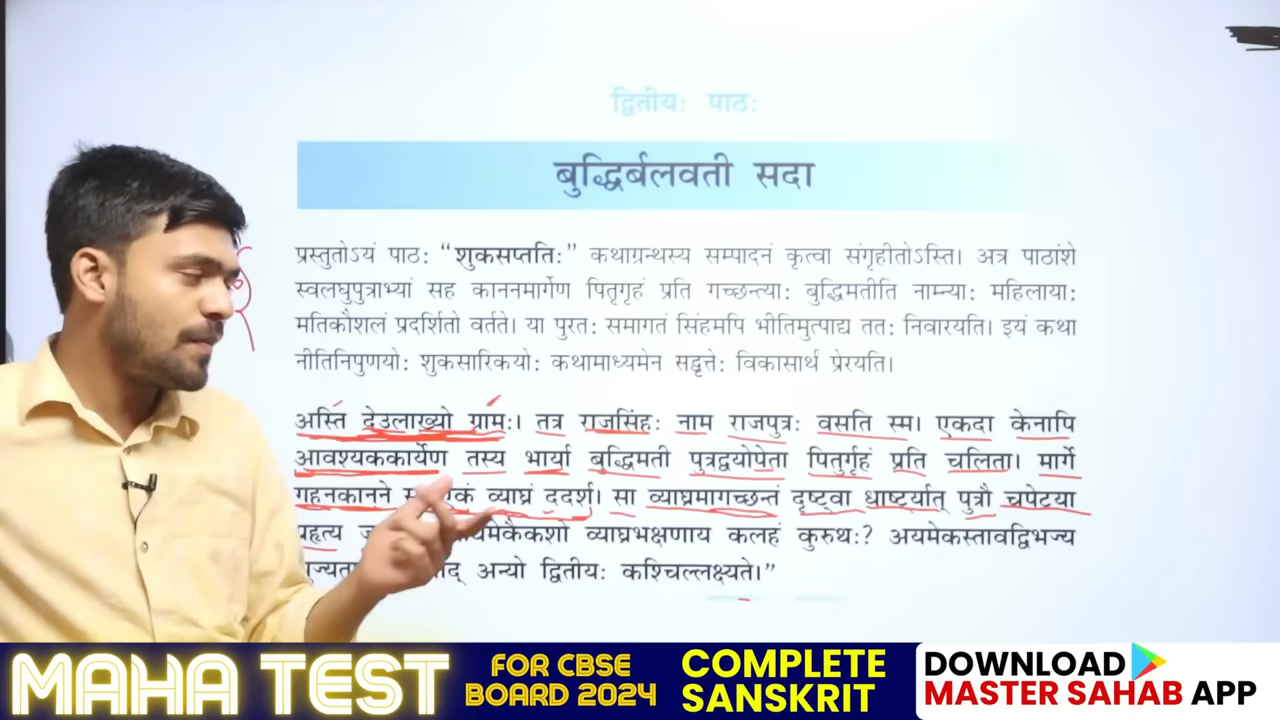 द्वितीयः पाठः
बुद्धिर्बलवती सदा
प्रस्तुतोऽयं पाठः “शुकसप्ततिः” कथाग्रन्थस्य सम्पादनं कृत्वा संगृहीतोऽस्ति। अत्र पाठांशे
स्वलघुपुत्राभ्यां सह काननमार्गेण पितृगृहं प्रति गच्छन्त्याः बुद्धिमतीति नाम्न्याः महिलायाः
मतिकौशलं प्रदर्शितो वर्तते। या पुरतः समागतं सिंहमपि भीतिमुत्पाद्य ततः निवारयति। इयं कथा
नीतिनिपुणयोः शुकसारिकयोः कथामाध्यमेन सद्वृत्तेः विकासार्थं प्रेरयति।
अस्ति देउलाख्यो ग्रामः। तत्र राजसिंहः नाम राजपुत्रः वसति स्म। एकदा केनापि
आवश्यककार्येण तस्य भार्या बुद्धिमती पुत्रद्वयोपेता पितुर्गृहं प्रति चलिता। मार्गे
गहनकानने व्याघ्रं ददर्श। सा व्याघ्रमागच्छन्तं दृष्ट्वा धार्ष्ट्यात् पुत्रौ चपेटया
प्रहृत्य व्याघ्रभक्षणाय कलहं कुरुथः? अयमेकस्तावद्विभज्य
अन्यो द्वितीयः कश्चिल्लक्ष्यते।”
MAHA TEST
FOR CBSE
BOARD 2024
COMPLETE
SANSKRIT
DOWNLOAD
MASTER SAHAB APP